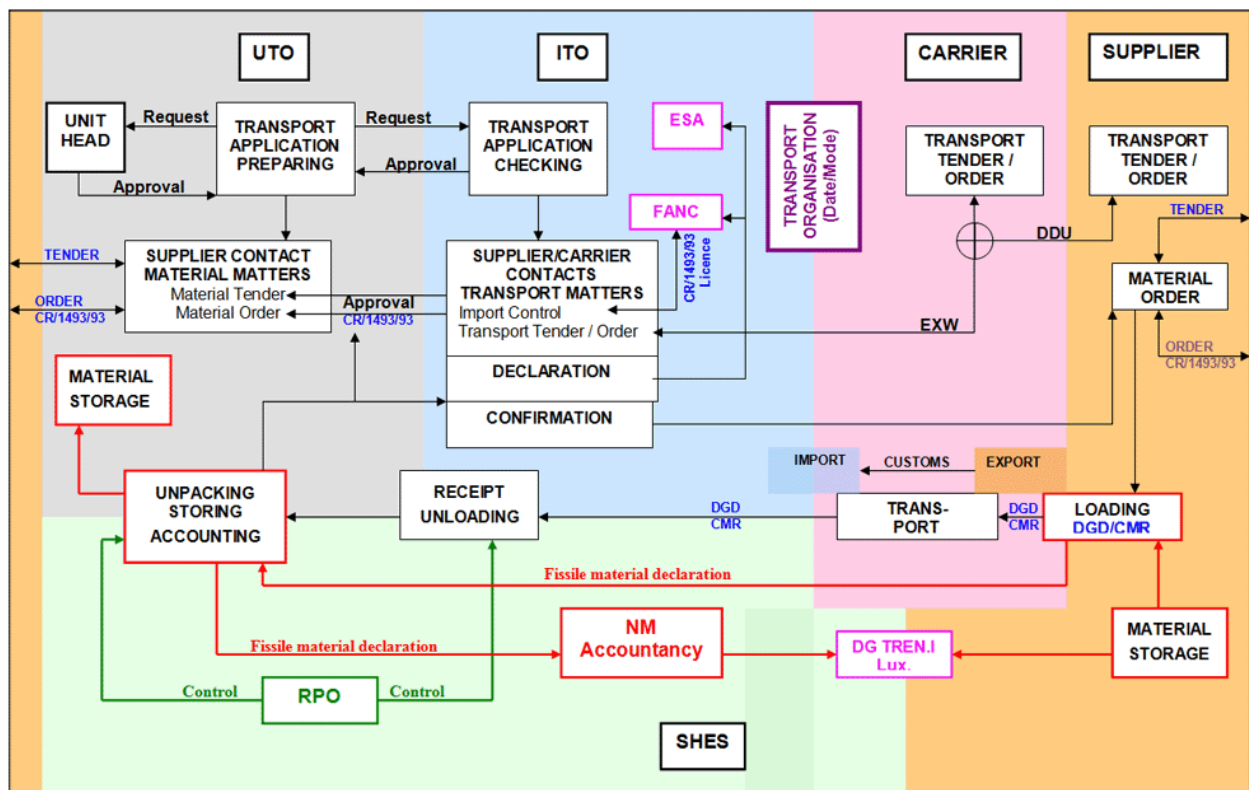 UTO
ITO
CARRIER
SUPPLIER
UNIT
HEAD
Request
Approval
TRANSPORT
APPLICATION
PREPARING
Request
Approval
TRANSPORT
APPLICATION
CHECKING
ESA
FANC
CR/1493/93
Licence
TRANSPORT
ORGANISATION
(Date/Mode)
TRANSPORT
TENDER /
ORDER
TRANSPORT
TENDER /
ORDER
DDU
TENDER
TENDER
ORDER
CR/1493/93
SUPPLIER CONTACT
MATERIAL MATTERS
Material Tender
Material Order
Approval
CR/1493/93
SUPPLIER/CARRIER
CONTACTS
TRANSPORT MATTERS
Import Control
Transport Tender / Order
DECLARATION
CONFIRMATION
EXW
MATERIAL
ORDER
ORDER
CR/1493/93
MATERIAL
STORAGE
IMPORT
CUSTOMS
EXPORT
UNPACKING
STORING
ACCOUNTING
RECEIPT
UNLOADING
DGD
CMR
TRANS-
PORT
DGD
CMR
LOADING
DGD/CMR
Fissile material declaration
Fissile material declaration
NM
Accountancy
DG TREN.I
Lux.
MATERIAL
STORAGE
Control
RPO
Control
SHES